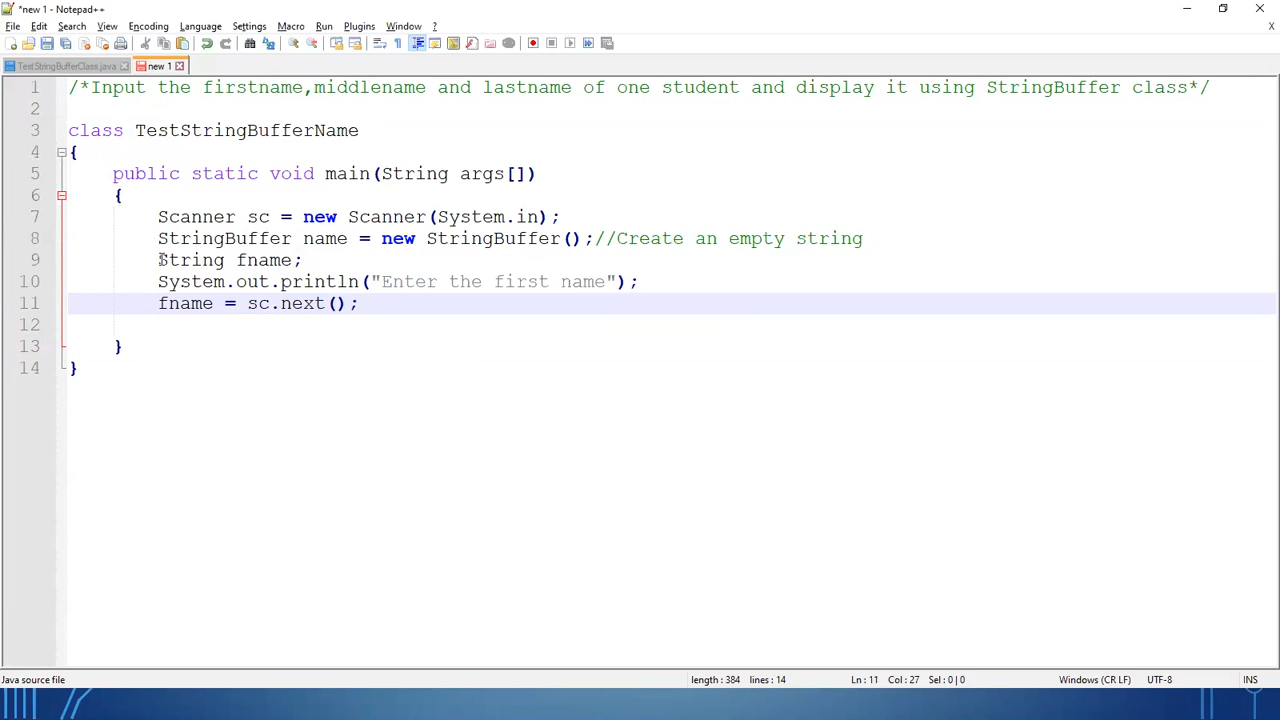 *new 1 - Notepad++
File Edit Search View Encoding Language Settings Macro Run Plugins Window ?
X
TestStringBufferClass.java new 1
1 /*Input the firstname,middlename and lastname of one student and display it using StringBuffer class*/
2
3 class TestStringBufferName
4 {
5 public static void main(String args[])
6 {
7 Scanner sc = new Scanner(System.in);
8 StringBuffer name = new StringBuffer();//Create an empty string
9 String fname;
10 System.out.println("Enter the first name");
11 fname = sc.next();
12
13 }
14 }
Java source file length : 384 lines : 14 Ln : 11 Col : 27 Sel : 0 | 0 Windows (CR LF) UTF-8 INS